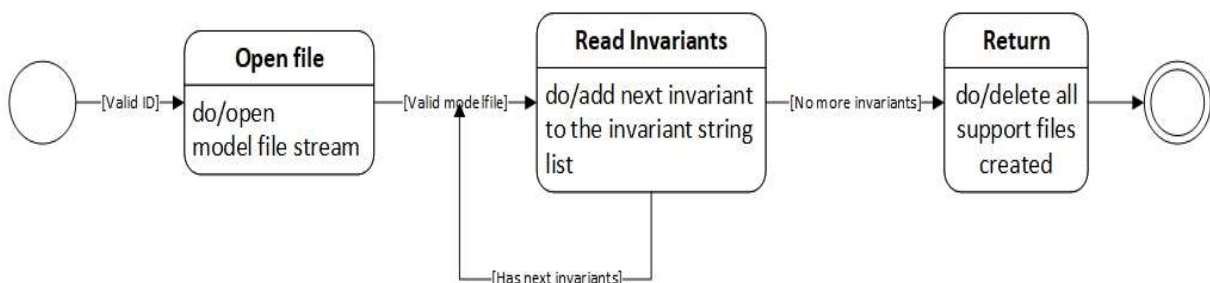 Open file
do/open
model file stream
Read Invariants
do/add next invariant
to the invariant string
list
Return
do/delete all
support files
created
[Valid ID]
[Valid modelfile]
[No more invariants]
[Has next invariants]